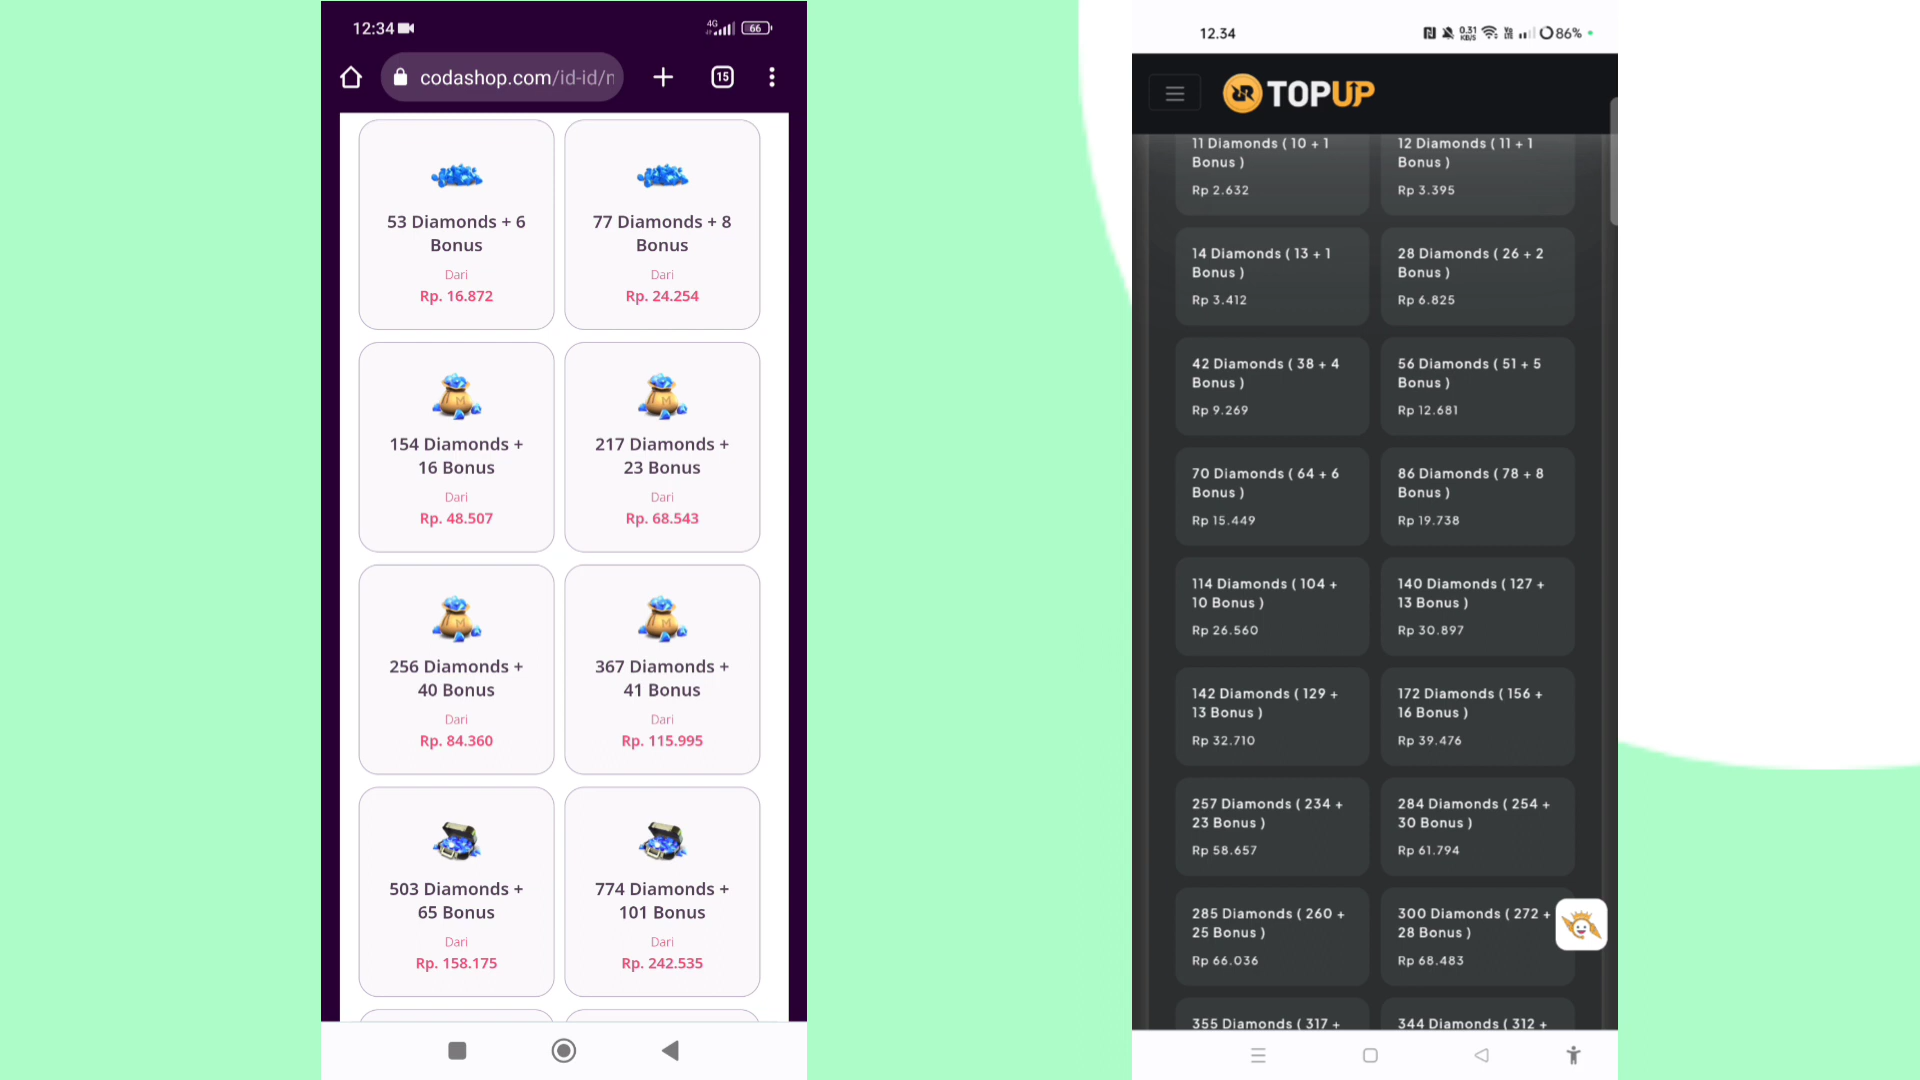 12:34
4G
66
codashop.com/id-id/
15
53 Diamonds + 6
Bonus
Dari
Rp. 16.872
77 Diamonds + 8
Bonus
Dari
Rp. 24.254
154 Diamonds +
16 Bonus
Dari
Rp. 48.507
217 Diamonds +
23 Bonus
Dari
Rp. 68.543
256 Diamonds +
40 Bonus
Dari
Rp. 84.360
367 Diamonds +
41 Bonus
Dari
Rp. 115.995
503 Diamonds +
65 Bonus
Dari
Rp. 158.175
774 Diamonds +
101 Bonus
Dari
Rp. 242.535
12.34
0.31
KB/S
86%
TOPUP
11 Diamonds ( 10 + 1
Bonus )
Rp 2.632
12 Diamonds ( 11 + 1
Bonus )
Rp 3.395
14 Diamonds ( 13 + 1
Bonus )
Rp 3.412
28 Diamonds ( 26 + 2
Bonus )
Rp 6.825
42 Diamonds ( 38 + 4
Bonus )
Rp 9.269
56 Diamonds ( 51 + 5
Bonus )
Rp 12.681
70 Diamonds ( 64 + 6
Bonus )
Rp 15.449
86 Diamonds ( 78 + 8
Bonus )
Rp 19.738
114 Diamonds ( 104 +
10 Bonus )
Rp 26.560
140 Diamonds ( 127 +
13 Bonus )
Rp 30.897
142 Diamonds ( 129 +
13 Bonus )
Rp 32.710
172 Diamonds ( 156 +
16 Bonus )
Rp 39.476
257 Diamonds ( 234 +
23 Bonus )
Rp 58.657
284 Diamonds ( 254 +
30 Bonus )
Rp 61.794
285 Diamonds ( 260 +
25 Bonus )
Rp 66.036
300 Diamonds ( 272 +
28 Bonus )
Rp 68.483
355 Diamonds ( 317 +
344 Diamonds ( 312 +